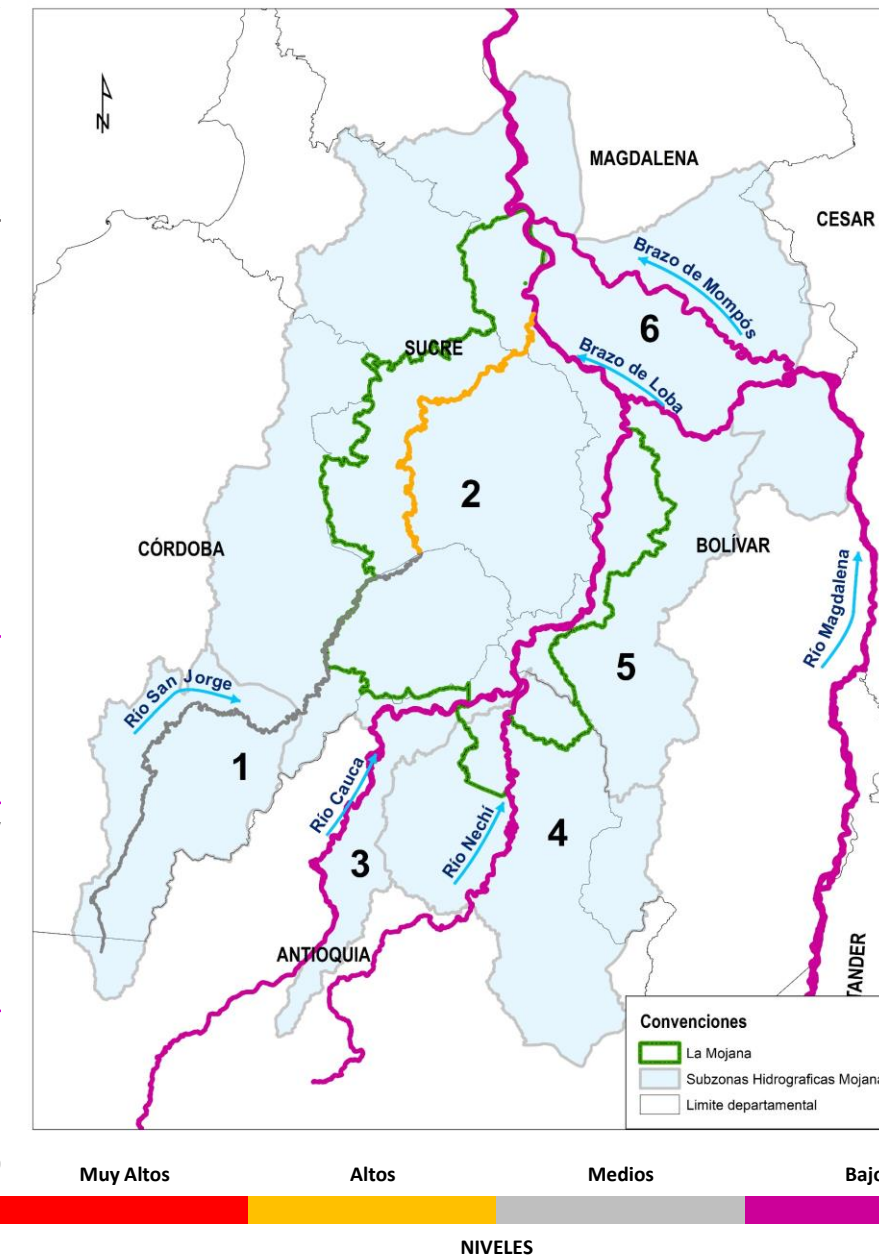 N
MAGDALENA
CESAR
Brazo de Mompós
6
SUCRE
Brazo de Loba
2
CÓRDOBA
BOLÍVAR
Río Magdalena
5
Río San Jorge
1
Río Cauca
Río Nechí
4
3
ANTIOQUIA
TANDER
Convenciones
La Mojana
Subzonas Hidrograficas Mojana
Limite departamental
Muy Altos Altos Medios Bajo
NIVELES